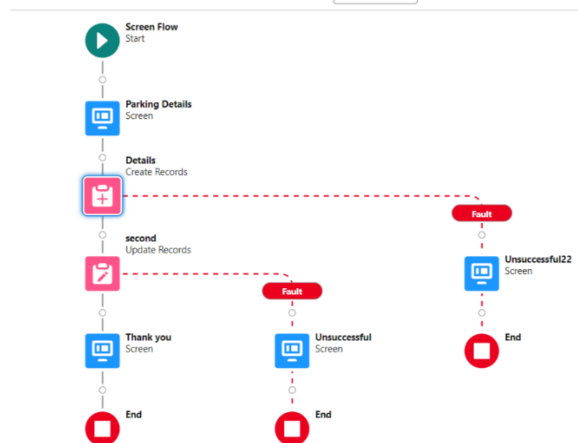 Screen Flow
Start
Parking Details
Screen
Details
Create Records
Fault
second
Update Records
Unsuccessful22
Screen
Fault
Thank you
Screen
Unsuccessful
Screen
End
End
End